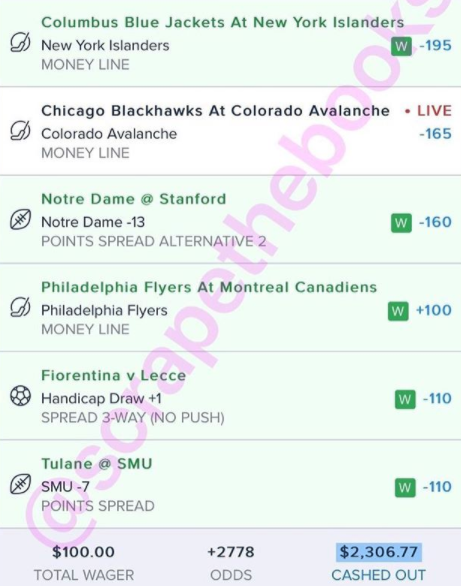 Columbus Blue Jackets At New York Islanders
New York Islanders
W -195
MONEY LINE
Chicago Blackhawks At Colorado Avalanche • LIVE
Colorado Avalanche
-165
MONEY LINE
Notre Dame @ Stanford
Notre Dame -13
W -160
POINTS SPREAD ALTERNATIVE 2
Philadelphia Flyers At Montreal Canadiens
Philadelphia Flyers
W +100
MONEY LINE
Fiorentina v Lecce
Handicap Draw +1
W -110
SPREAD 3-WAY (NO PUSH)
Tulane @ SMU
SMU -7
W -110
POINTS SPREAD
$100.00 +2778 $2,306.77
TOTAL WAGER ODDS CASHED OUT
@scrapethebooks